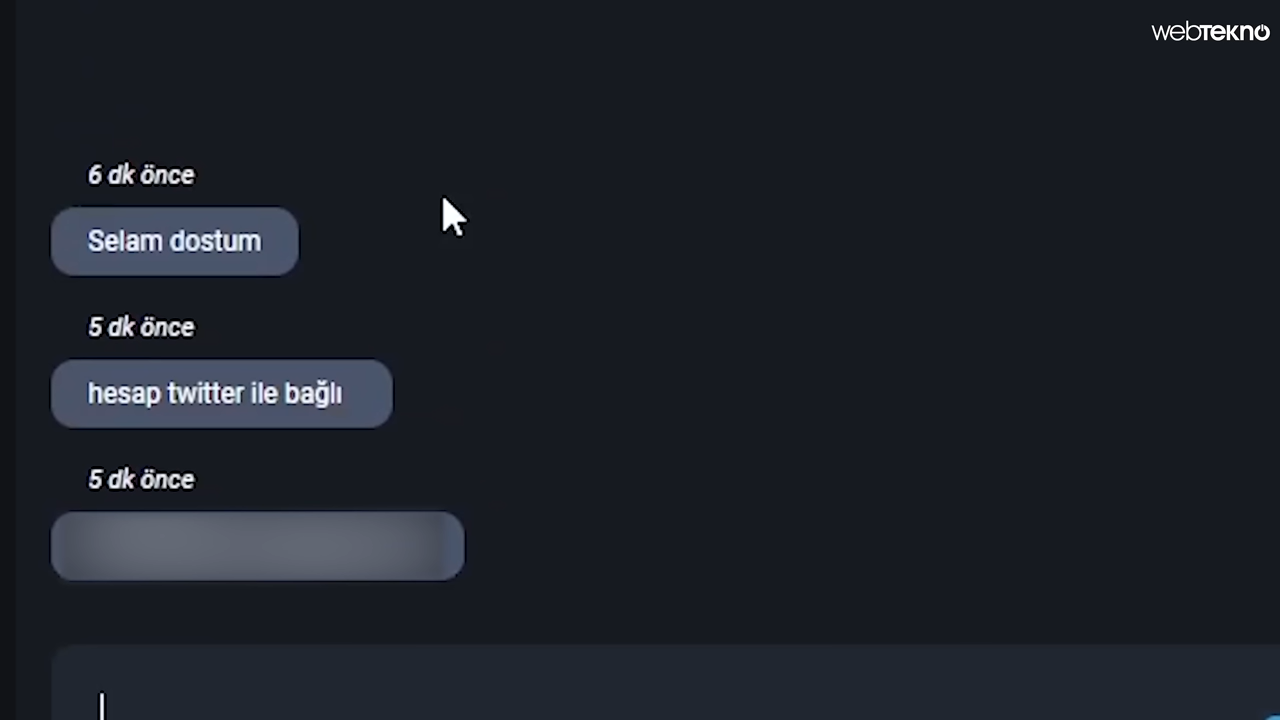 webTEKNO
6 dk önce
Selam dostum
5 dk önce
hesap twitter ile bağlı
5 dk önce